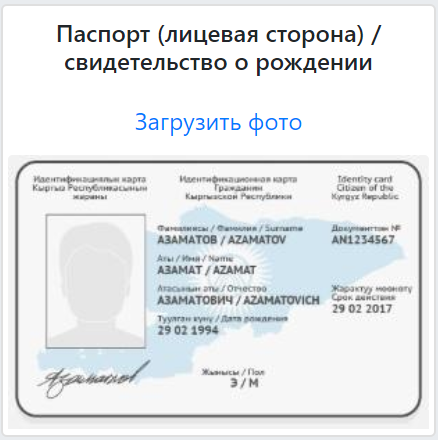 Паспорт (лицевая сторона) /
свидетельство о рождении
Загрузить фото
Идентификациялык карта
Кыргыз Республикасынын
жараны
Идентификационная карта
Гражданин
Кыргызской Республики
Identity card
Citizen of the
Kyrgyz Republic
Фамилиясы / Фамилия / Surname
АЗАМАТОВ / AZAMATOV
Документтин №
AN1234567
Аты / Имя / Name
АЗАМАТ / AZAMAT
Атасынын аты / Отчество
АЗАМАТОВИЧ / AZAMATOVICH
Жарактуу мөөнөтү
Срок действия
29 02 2017
Туулган күнү / Дата рождения
29 02 1994
Жынысы / Пол
Э / М